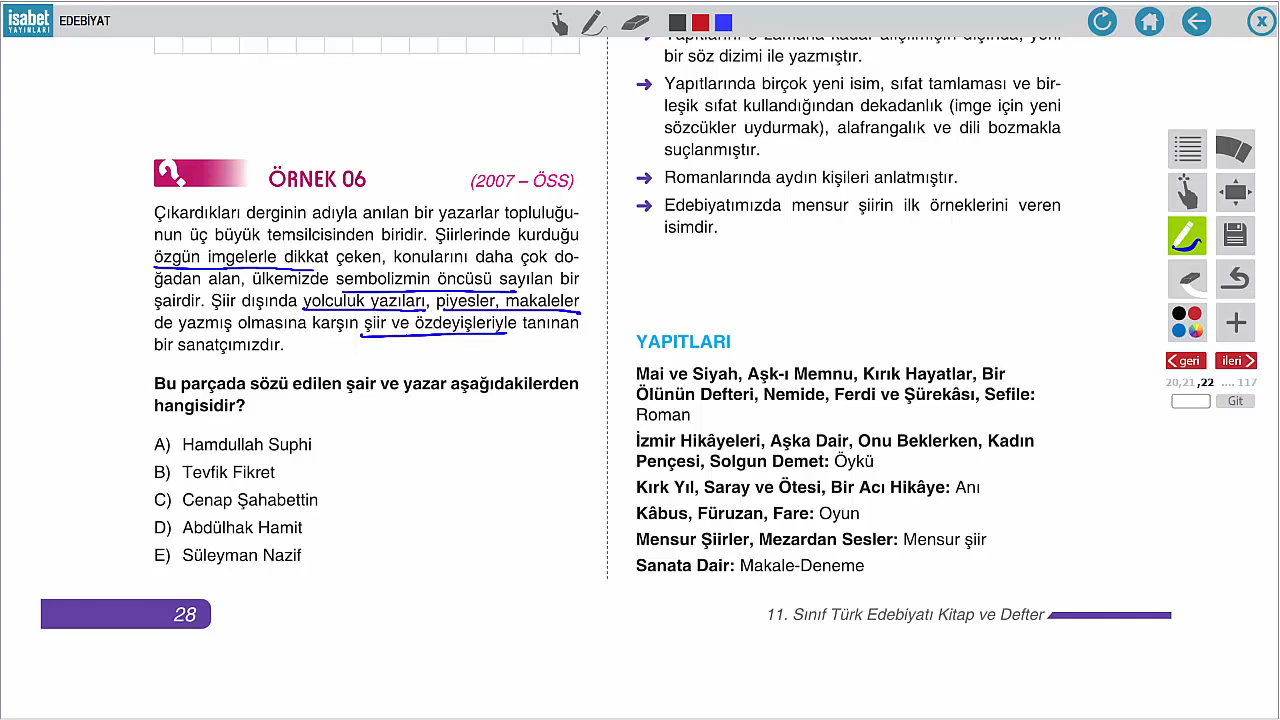 isabet
YAYINLARI
EDEBİYAT
ÖRNEK 06
(2007 – ÖSS)
Çıkardıkları derginin adıyla anılan bir yazarlar topluluğu-
nun üç büyük temsilcisinden biridir. Şiirlerinde kurduğu
özgün imgelerle dikkat çeken, konularını daha çok do-
ğadan alan, ülkemizde sembolizmin öncüsü sayılan bir
şairdir. Şiir dışında yolculuk yazıları, piyesler, makaleler
de yazmış olmasına karşın şiir ve özdeyişleriyle tanınan
bir sanatçımızdır.
Bu parçada sözü edilen şair ve yazar aşağıdakilerden
hangisidir?
A) Hamdullah Suphi
B) Tevfik Fikret
C) Cenap Şahabettin
D) Abdülhak Hamit
E) Süleyman Nazif
28
Yapıtlarını o zamana kadar alışılmışın dışında, yeni
bir söz dizimi ile yazmıştır.
Yapıtlarında birçok yeni isim, sıfat tamlaması ve bir-
leşik sıfat kullandığından dekadanlık (imge için yeni
sözcükler uydurmak), alafrangalık ve dili bozmakla
suçlanmıştır.
Romanlarında aydın kişileri anlatmıştır.
Edebiyatımızda mensur şiirin ilk örneklerini veren
isimdir.
YAPITLARI
Mai ve Siyah, Aşk-ı Memnu, Kırık Hayatlar, Bir
Ölünün Defteri, Nemide, Ferdi ve Şürekâsı, Sefile:
Roman
İzmir Hikâyeleri, Aşka Dair, Onu Beklerken, Kadın
Pençesi, Solgun Demet: Öykü
Kırk Yıl, Saray ve Ötesi, Bir Acı Hikâye: Anı
Kâbus, Füruzan, Fare: Oyun
Mensur Şiirler, Mezardan Sesler: Mensur şiir
Sanata Dair: Makale-Deneme
11. Sınıf Türk Edebiyatı Kitap ve Defter
geri
ileri
20,21,22 .... 117
Git